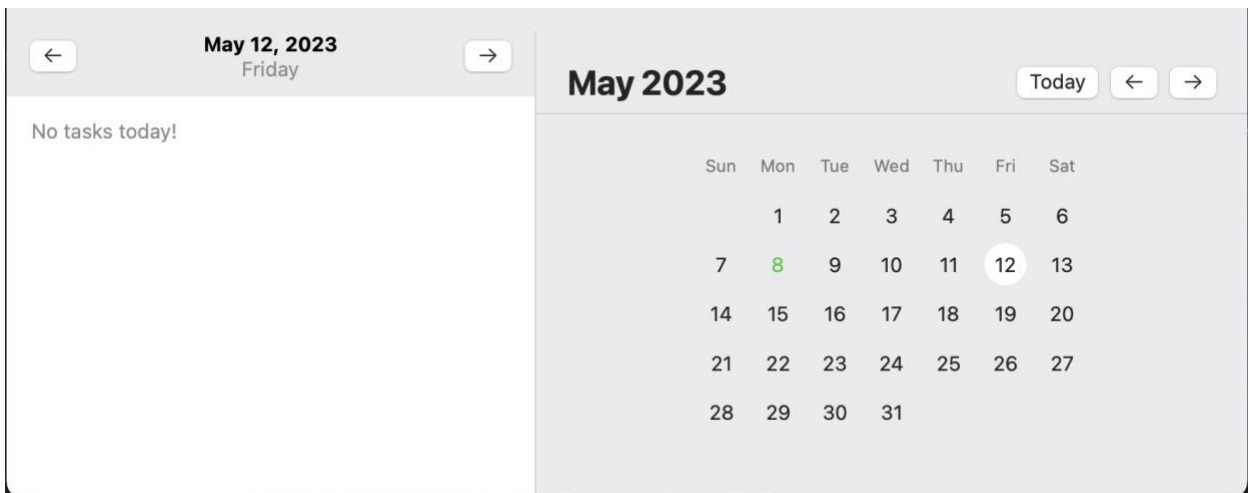 ← May 12, 2023 →
Friday
No tasks today!
May 2023 Today ← →
Sun Mon Tue Wed Thu Fri Sat
1 2 3 4 5 6
7 8 9 10 11 12 13
14 15 16 17 18 19 20
21 22 23 24 25 26 27
28 29 30 31